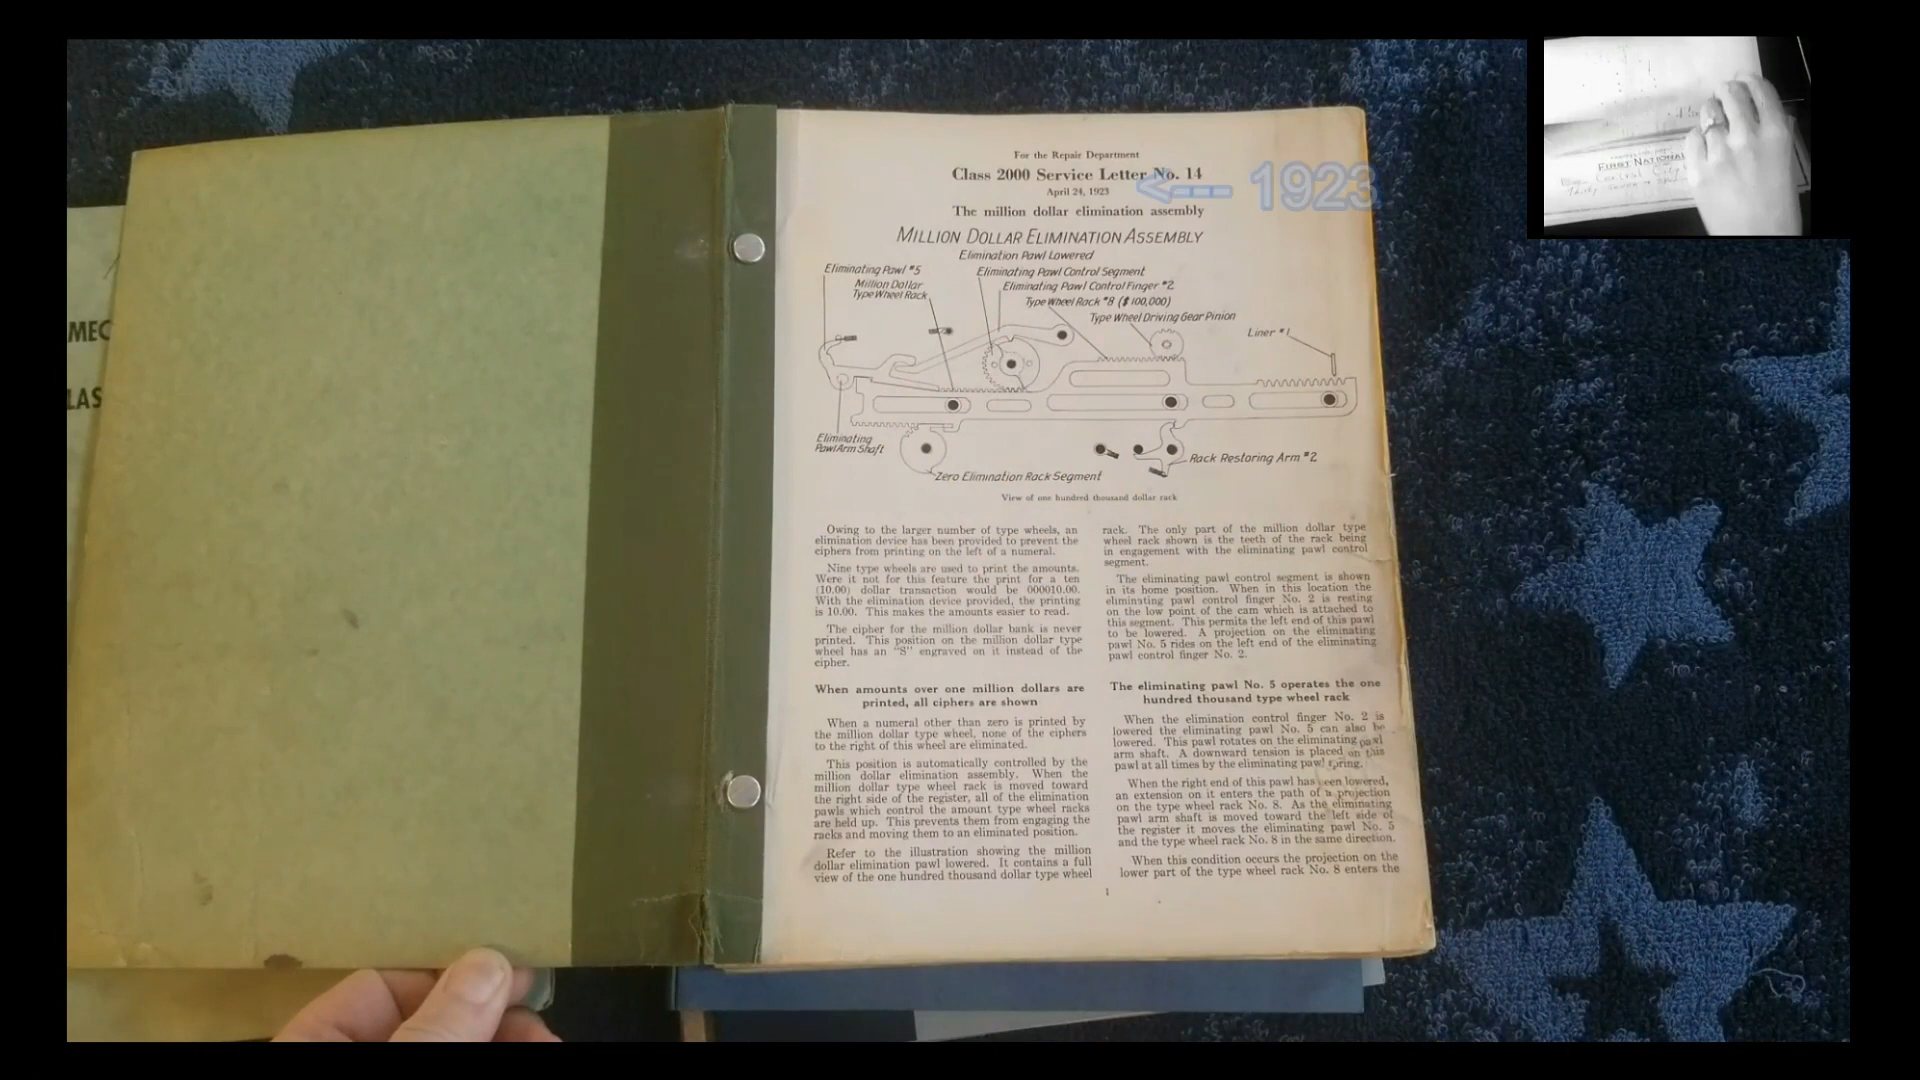 MEC
LAS
For the Repair Department
Class 2000 Service Letter No. 14
April 24, 1923
<--- 1923
The million dollar elimination assembly
MILLION DOLLAR ELIMINATION ASSEMBLY
Elimination Pawl Lowered
Eliminating Pawl #5
Eliminating Pawl Control Segment
Million Dollar
Type Wheel Rack
Eliminating Pawl Control Finger #2
Type Wheel Rack #8 ($100,000)
Type Wheel Driving Gear Pinion
Liner #1
Eliminating
Pawl Arm Shaft
Zero Elimination Rack Segment
Rack Restoring Arm #2
View of one hundred thousand dollar rack
Owing to the larger number of type wheels, an
elimination device has been provided to prevent the
ciphers from printing on the left of a numeral.
Nine type wheels are used to print the amounts.
Were it not for this feature the print for a ten
(10.00) dollar transaction would be 000010.00.
With the elimination device provided, the printing
is 10.00. This makes the amounts easier to read.
The cipher for the million dollar bank is never
printed. This position on the million dollar type
wheel has an "S" engraved on it instead of the
cipher.
When amounts over one million dollars are
printed, all ciphers are shown
When a numeral other than zero is printed by
the million dollar type wheel, none of the ciphers
to the right of this wheel are eliminated.
This position is automatically controlled by the
million dollar elimination assembly. When the
million dollar type wheel rack is moved toward
the right side of the register, all of the elimination
pawls which control the amount type wheel racks
are held up. This prevents them from engaging the
racks and moving them to an eliminated position.
Refer to the illustration showing the million
dollar elimination pawl lowered. It contains a full
view of the one hundred thousand dollar type wheel
rack. The only part of the million dollar type
wheel rack shown is the teeth of the rack being
in engagement with the eliminating pawl control
segment.
The eliminating pawl control segment is shown
in its home position. When in this location the
eliminating pawl control finger No. 2 is resting
on the low point of the cam which is attached to
this segment. This permits the left end of this pawl
to be lowered. A projection on the eliminating
pawl No. 5 rides on the left end of the eliminating
pawl control finger No. 2.
The eliminating pawl No. 5 operates the one
hundred thousand type wheel rack
When the elimination control finger No. 2 is
lowered the eliminating pawl No. 5 can also be
lowered. This pawl rotates on the eliminating pawl
arm shaft. A downward tension is placed on this
pawl at all times by the eliminating pawl spring.
When the right end of this pawl has been lowered,
an extension on it enters the path of a projection
on the type wheel rack No. 8. As the eliminating
pawl arm shaft is moved toward the left side of
the register it moves the eliminating pawl No. 5
and the type wheel rack No. 8 in the same direction.
When this condition occurs the projection on the
lower part of the type wheel rack No. 8 enters the
1
FIRST NATIONAL
Central City